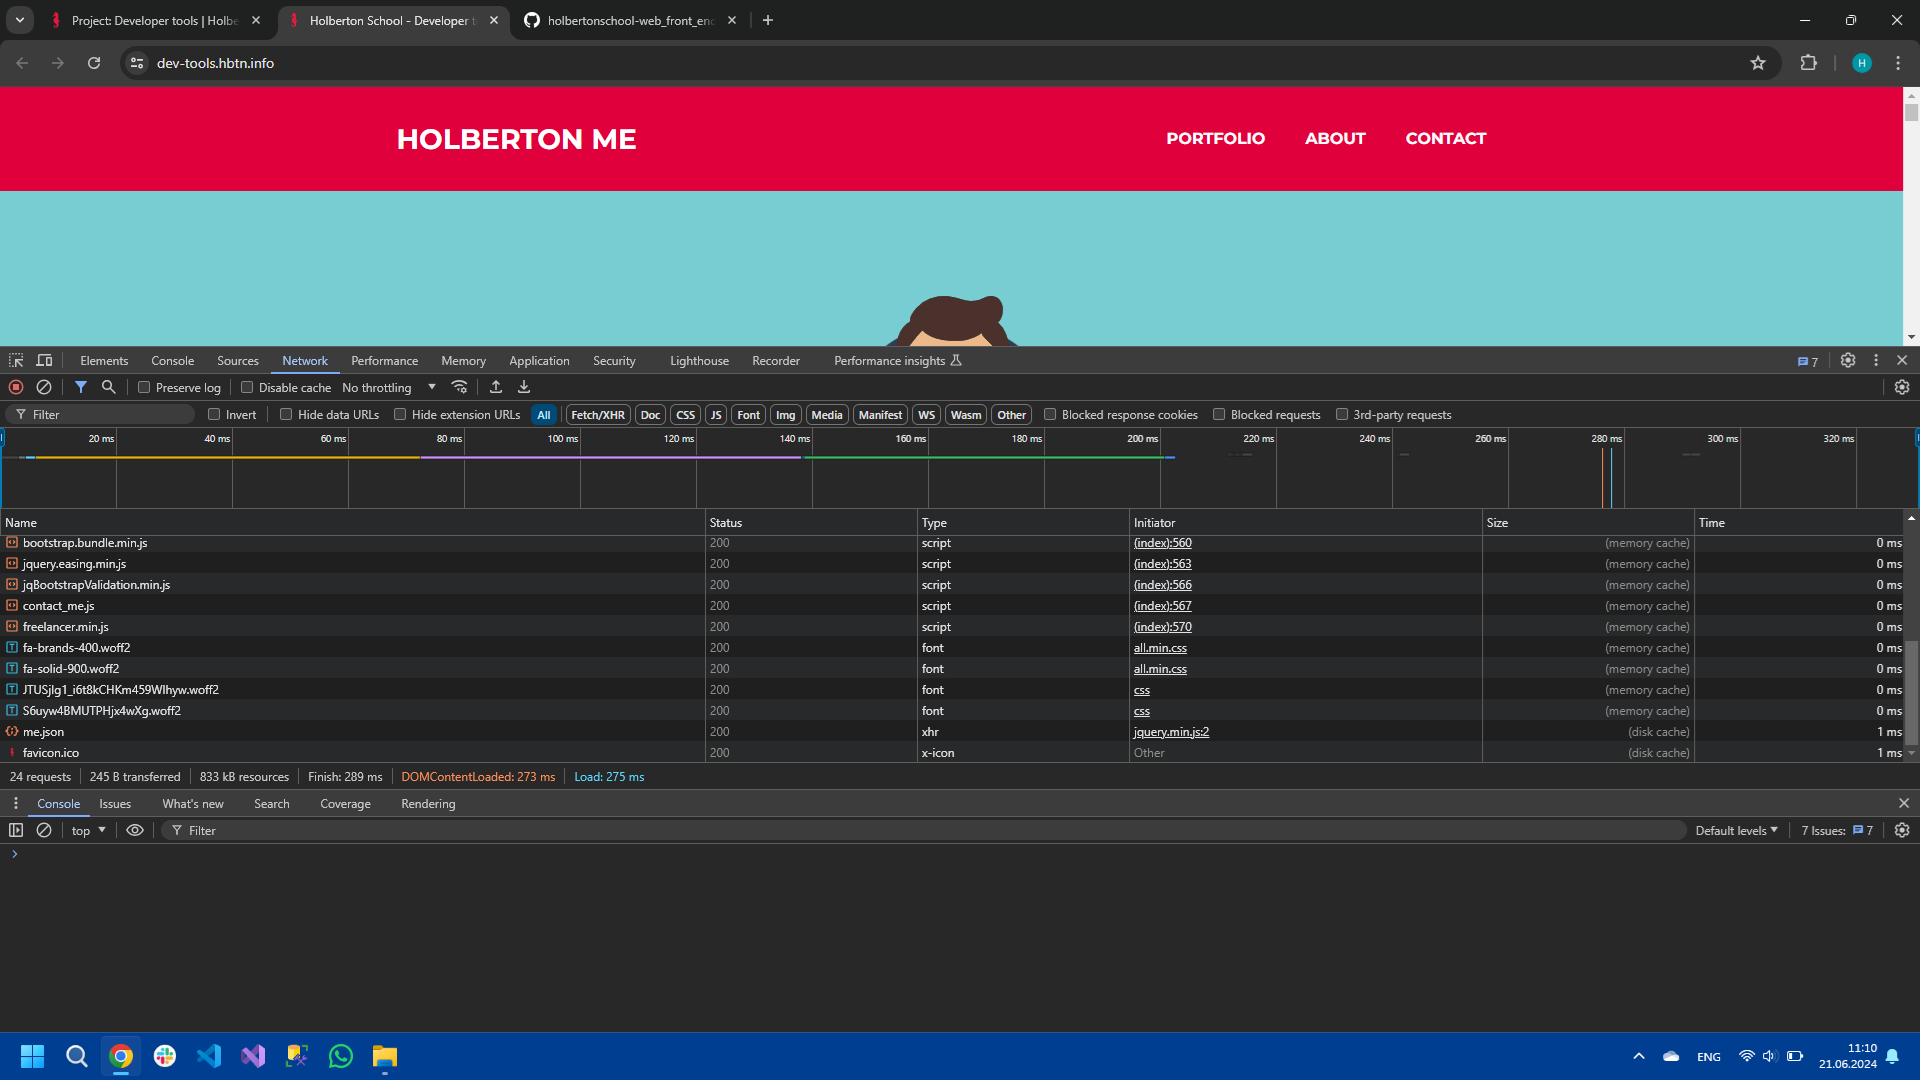 Project: Developer tools | Holbe
Holberton School - Developer t
holbertonschool-web_front_end
dev-tools.hbtn.info
H
HOLBERTON ME
PORTFOLIO ABOUT CONTACT
Elements Console Sources Network Performance Memory Application Security Lighthouse Recorder Performance insights 7
Preserve log Disable cache No throttling
Filter Invert Hide data URLs Hide extension URLs All Fetch/XHR Doc CSS JS Font Img Media Manifest WS Wasm Other Blocked response cookies Blocked requests 3rd-party requests
20 ms 40 ms 60 ms 80 ms 100 ms 120 ms 140 ms 160 ms 180 ms 200 ms 220 ms 240 ms 260 ms 280 ms 300 ms 320 ms
Name Status Type Initiator Size Time
bootstrap.bundle.min.js 200 script (index):560 (memory cache) 0 ms
jquery.easing.min.js 200 script (index):563 (memory cache) 0 ms
jqBootstrapValidation.min.js 200 script (index):566 (memory cache) 0 ms
contact_me.js 200 script (index):567 (memory cache) 0 ms
freelancer.min.js 200 script (index):570 (memory cache) 0 ms
fa-brands-400.woff2 200 font all.min.css (memory cache) 0 ms
fa-solid-900.woff2 200 font all.min.css (memory cache) 0 ms
JTUSjIg1_i6t8kCHKm459Wlhyw.woff2 200 font css (memory cache) 0 ms
S6uyw4BMUTPHjx4wXg.woff2 200 font css (memory cache) 0 ms
me.json 200 xhr jquery.min.js:2 (disk cache) 1 ms
favicon.ico 200 x-icon Other (disk cache) 1 ms
24 requests 245 B transferred 833 kB resources Finish: 289 ms DOMContentLoaded: 273 ms Load: 275 ms
Console Issues What's new Search Coverage Rendering
top Filter Default levels 7 Issues: 7
ENG
11:10
21.06.2024